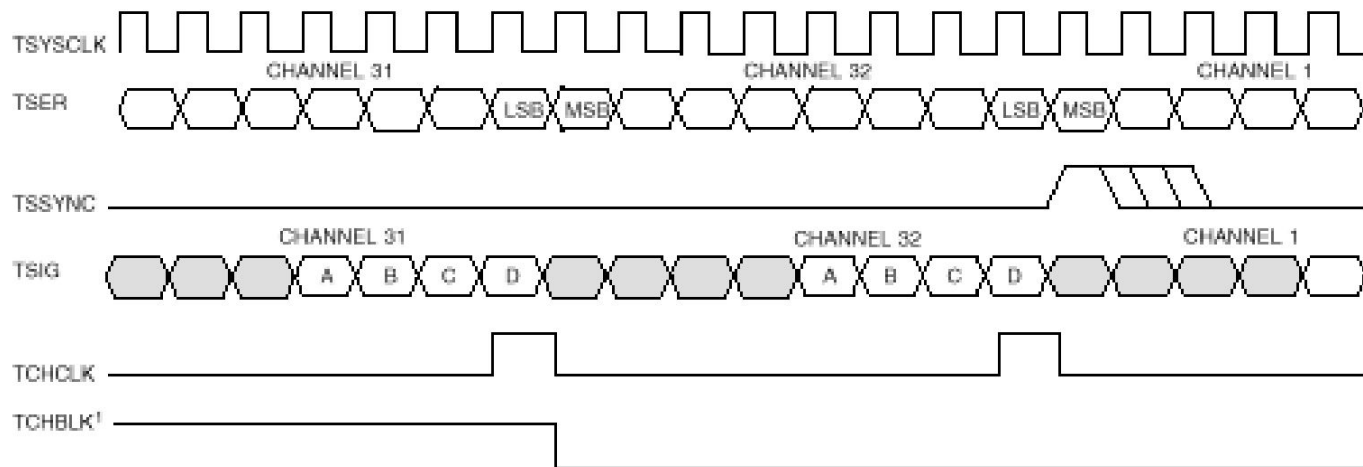 TSYSCLK
CHANNEL 31 CHANNEL 32 CHANNEL 1
TSER LSB MSB LSB MSB
TSSYNC
CHANNEL 31 CHANNEL 32 CHANNEL 1
TSIG A B C D A B C D
TCHCLK
TCHBLK¹